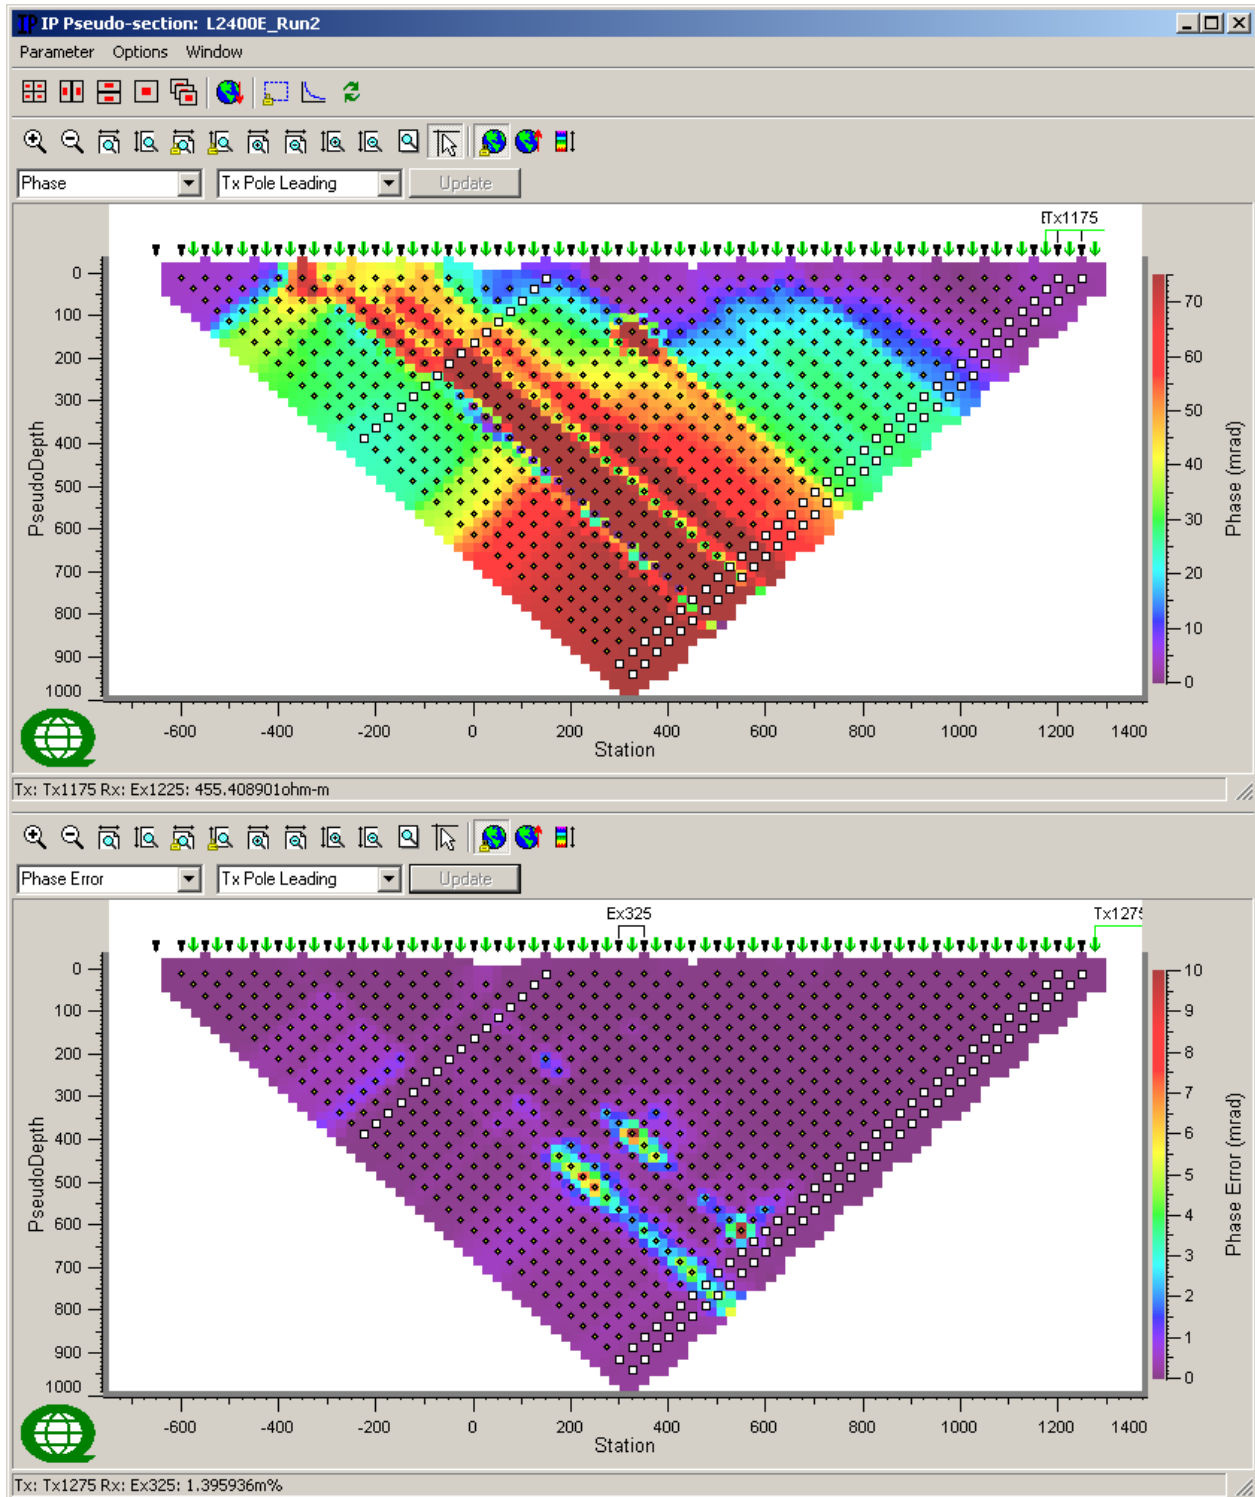 IP IP Pseudo-section: L2400E_Run2
Parameter Options Window
Phase Tx Pole Leading Update
Tx1175
0
100
200
300
400
500
600
700
800
900
1000
PseudoDepth
-600 -400 -200 0 200 400 600 800 1000 1200 1400
Station
70
60
50
40
30
20
10
0
Phase (mrad)
Tx: Tx1175 Rx: Ex1225: 455.408901ohm-m
Phase Error Tx Pole Leading Update
Ex325 Tx1275
0
100
200
300
400
500
600
700
800
900
1000
PseudoDepth
-600 -400 -200 0 200 400 600 800 1000 1200 1400
Station
10
9
8
7
6
5
4
3
2
1
0
Phase Error (mrad)
Tx: Tx1275 Rx: Ex325: 1.395936m%